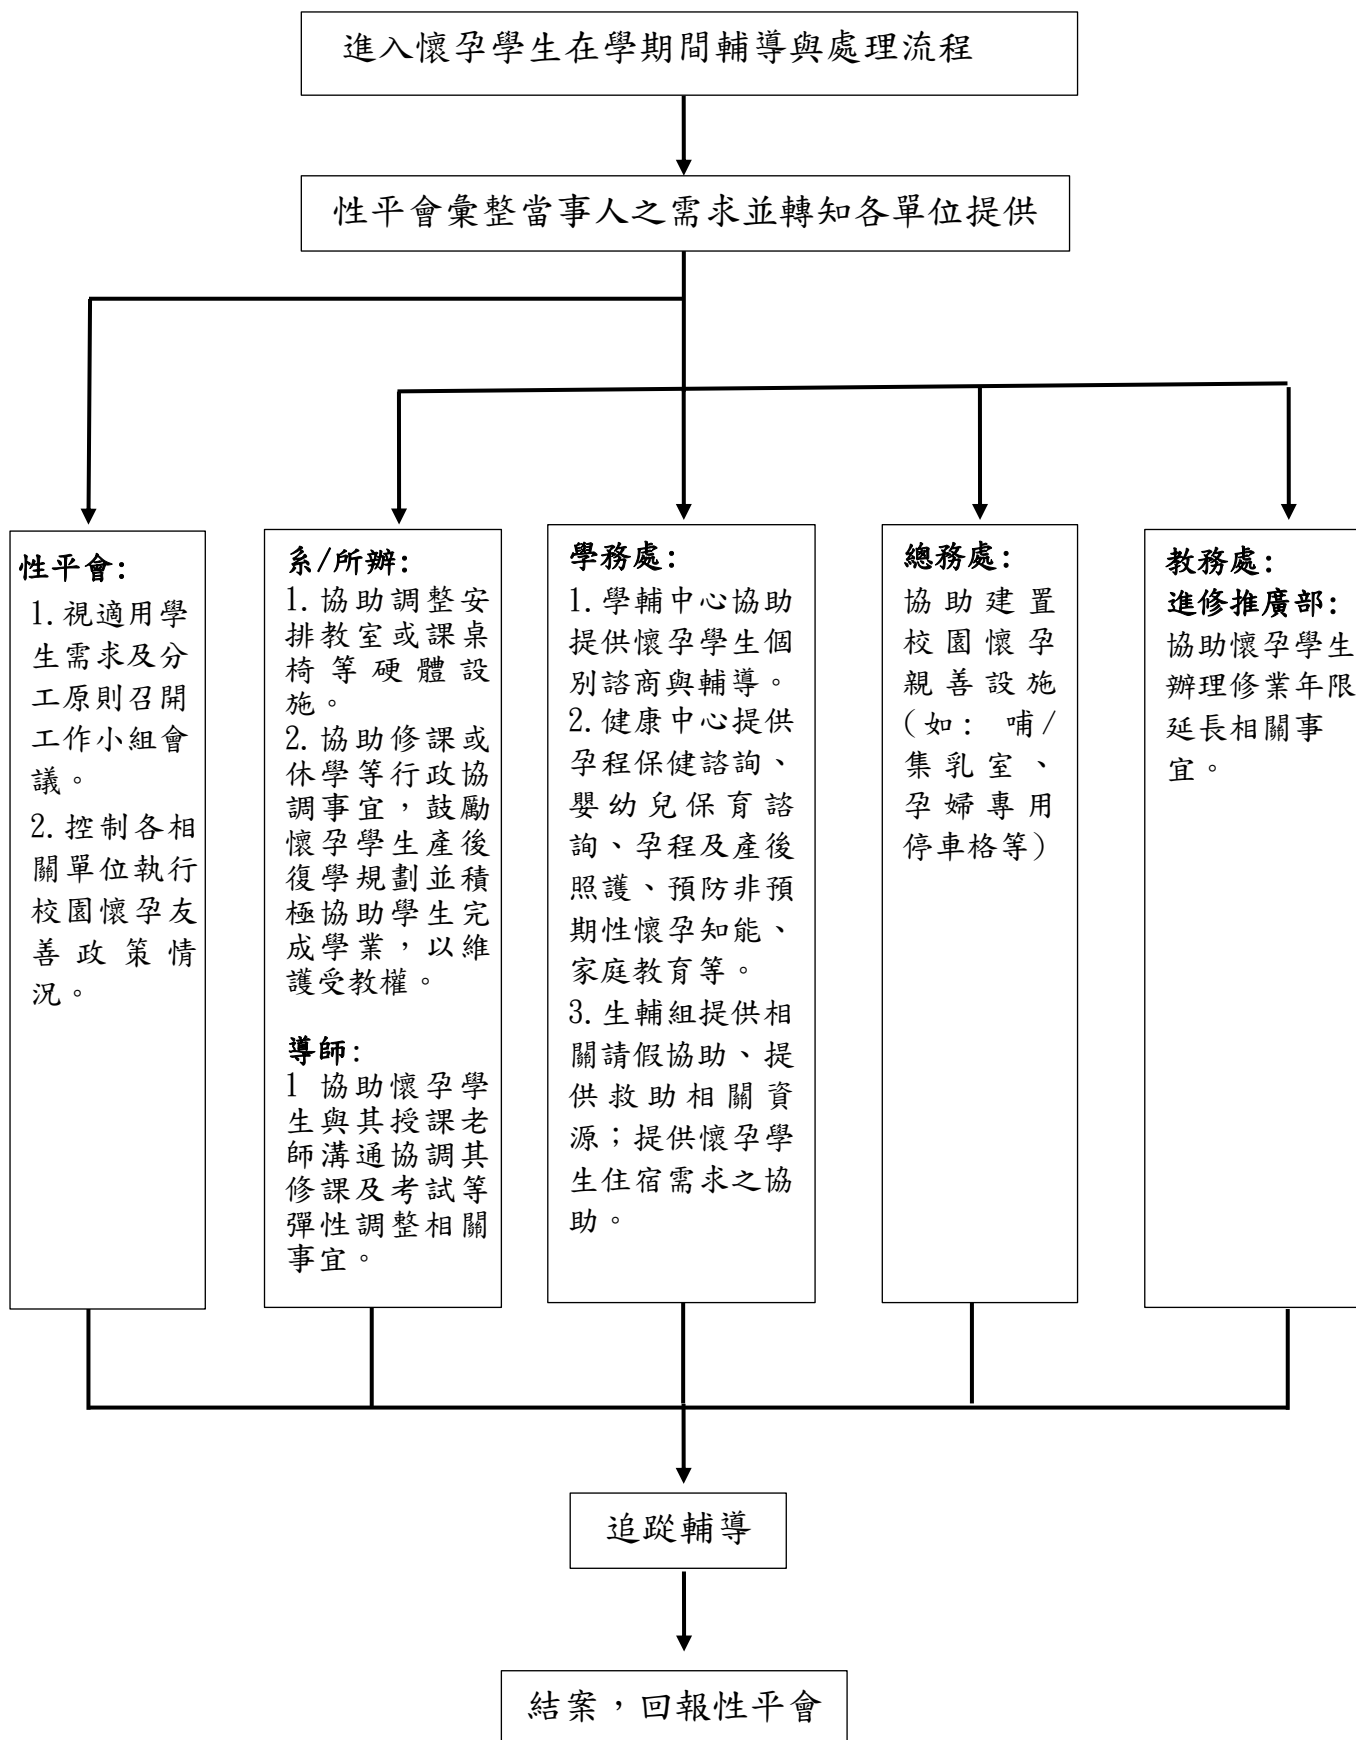 進入懷孕學生在學期間輔導與處理流程
性平會彙整當事人之需求並轉知各單位提供
性平會:
1.視適用學
生需求及分
工原則召開
工作小組會
議。
2.控制各相
關單位執行
校園懷孕友
善政策情
況。
系/所辦:
1.協助調整安
排教室或課桌
椅等硬體設
施。
2.協助修課或
休學等行政協
調事宜,鼓勵
懷孕學生產後
復學規劃並積
極協助學生完
成學業,以維
護受教權。
導師:
1 協助懷孕學
生與其授課老
師溝通協調其
修課及考試等
彈性調整相關
事宜。
學務處:
1.學輔中心協助
提供懷孕學生個
別諮商與輔導。
2.健康中心提供
孕程保健諮詢、
嬰幼兒保育諮
詢、孕程及產後
照護、預防非預
期性懷孕知能、
家庭教育等。
3.生輔組提供相
關請假協助、提
供救助相關資
源;提供懷孕學
生住宿需求之協
助。
總務處:
協助建置
校園懷孕
親善設施
(如: 哺/
集乳室、
孕婦專用
停車格等)
教務處:
進修推廣部:
協助懷孕學生
辦理修業年限
延長相關事
宜。
追蹤輔導
結案,回報性平會